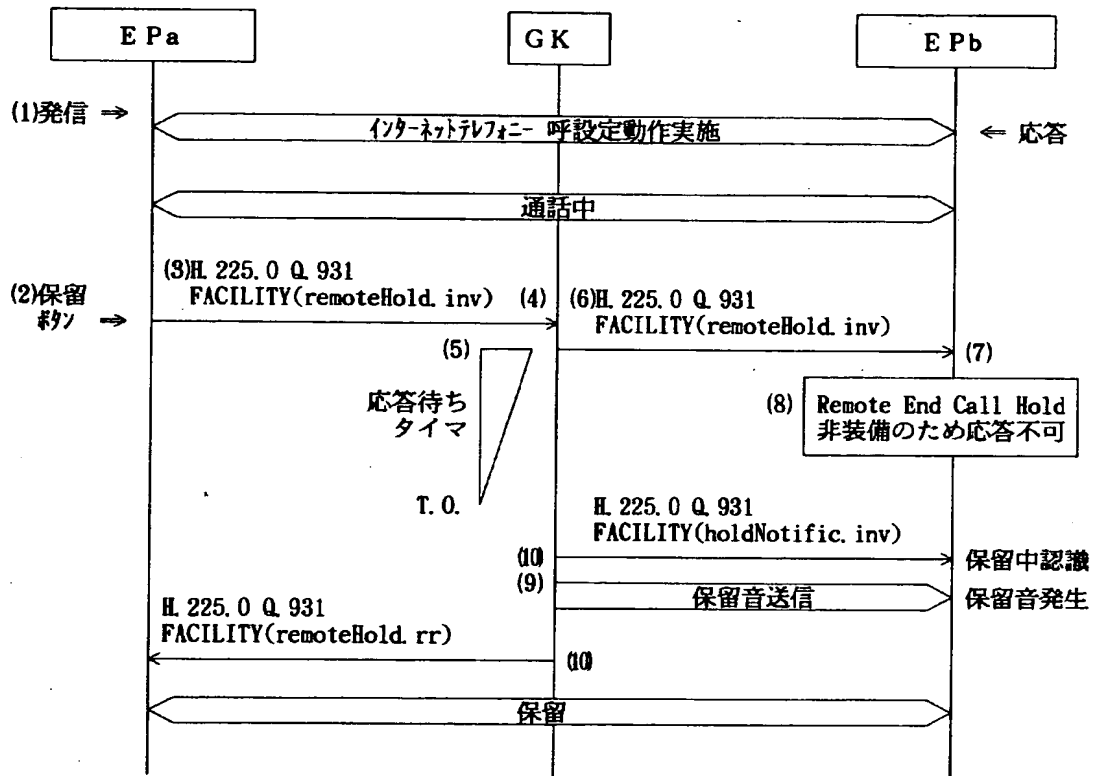 EPa
GK
EPb
(1)発信 ⇒
インターネットテレフォニー 呼設定動作実施
⇐ 応答
通話中
(2)保留
ボタン ⇒
(3)H.225.0 Q.931
FACILITY(remoteHold.inv)
(4)
(6)H.225.0 Q.931
FACILITY(remoteHold.inv)
(5)
(7)
応答待ち
タイマ
T.O.
(8)
Remote End Call Hold
非装備のため応答不可
H.225.0 Q.931
FACILITY(holdNotific.inv)
(10)
保留中認識
(9)
保留音送信
保留音発生
H.225.0 Q.931
FACILITY(remoteHold.rr)
(10)
保留